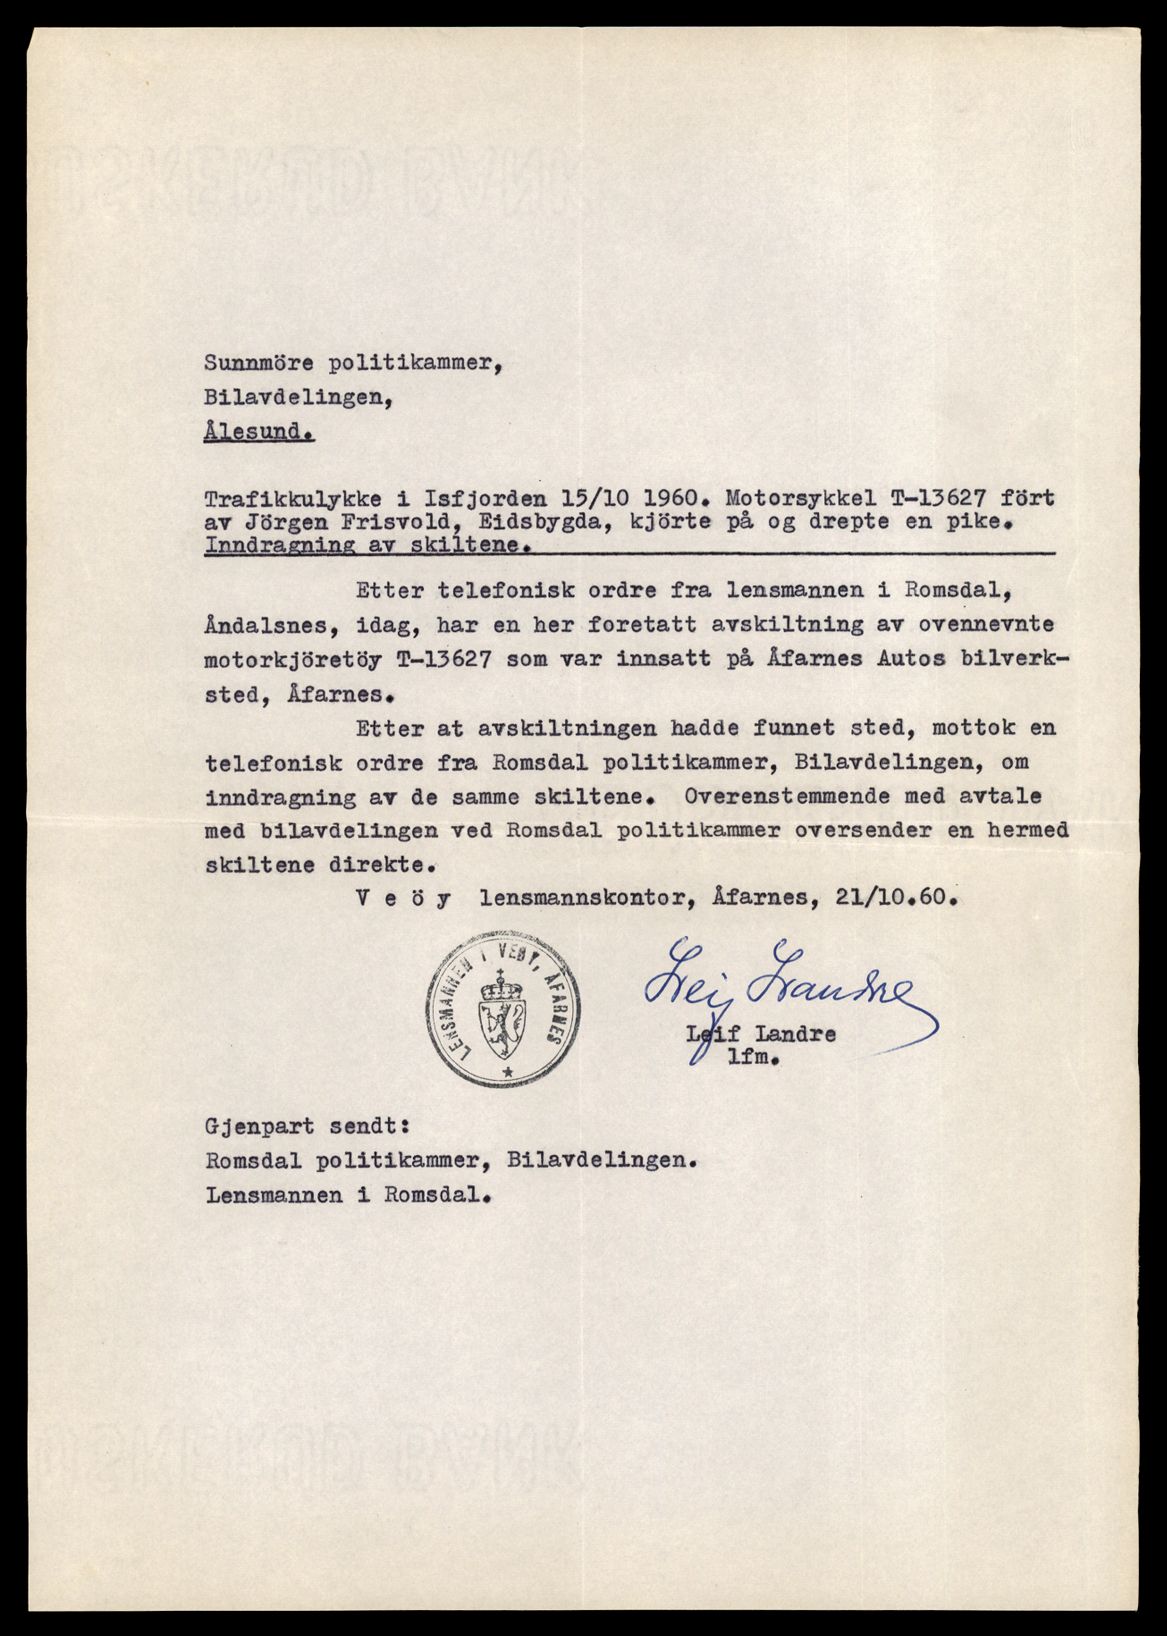 Sunnmöre politikammer,
Bilavdelingen,
Ålesund.
Trafikkulykke i Isfjorden 15/10 1960. Motorsykkel T-13627 fört
av Jörgen Frisvold, Eidsbygda, kjörte på og drepte en pike.
Inndragning av skiltene.
Etter telefonisk ordre fra lensmannen i Romsdal,
Åndalsnes, idag, har en her foretatt avskiltning av ovennevnte
motorkjöretöy T-13627 som var innsatt på Åfarnes Autos bilverk-
sted, Åfarnes.
Etter at avskiltningen hadde funnet sted, mottok en
telefonisk ordre fra Romsdal politikammer, Bilavdelingen, om
inndragning av de samme skiltene. Overenstemmende med avtale
med bilavdelingen ved Romsdal politikammer oversender en hermed
skiltene direkte.
V e ö y lensmannskontor, Åfarnes, 21/10.60.
LENSMANNEN I VEØY, ÅFARNES
Leif Landre
Leif Landre
lfm.
Gjenpart sendt:
Romsdal politikammer, Bilavdelingen.
Lensmannen i Romsdal.